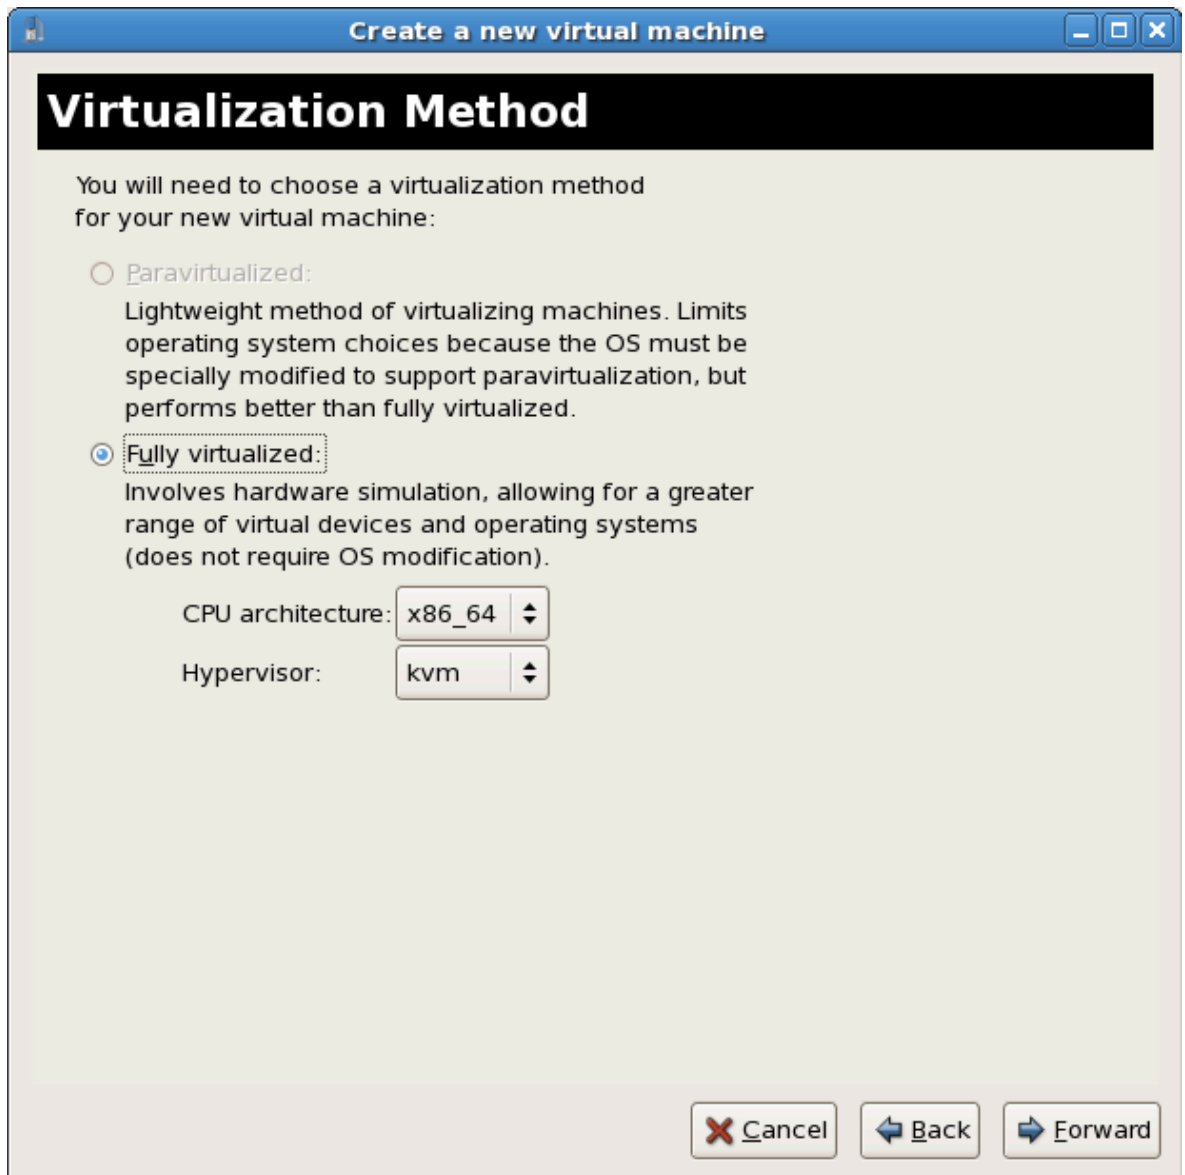 Create a new virtual machine
Virtualization Method
You will need to choose a virtualization method
for your new virtual machine:
Paravirtualized:
Lightweight method of virtualizing machines. Limits
operating system choices because the OS must be
specially modified to support paravirtualization, but
performs better than fully virtualized.
Fully virtualized:
Involves hardware simulation, allowing for a greater
range of virtual devices and operating systems
(does not require OS modification).
CPU architecture: x86_64
Hypervisor: kvm
Cancel Back Forward